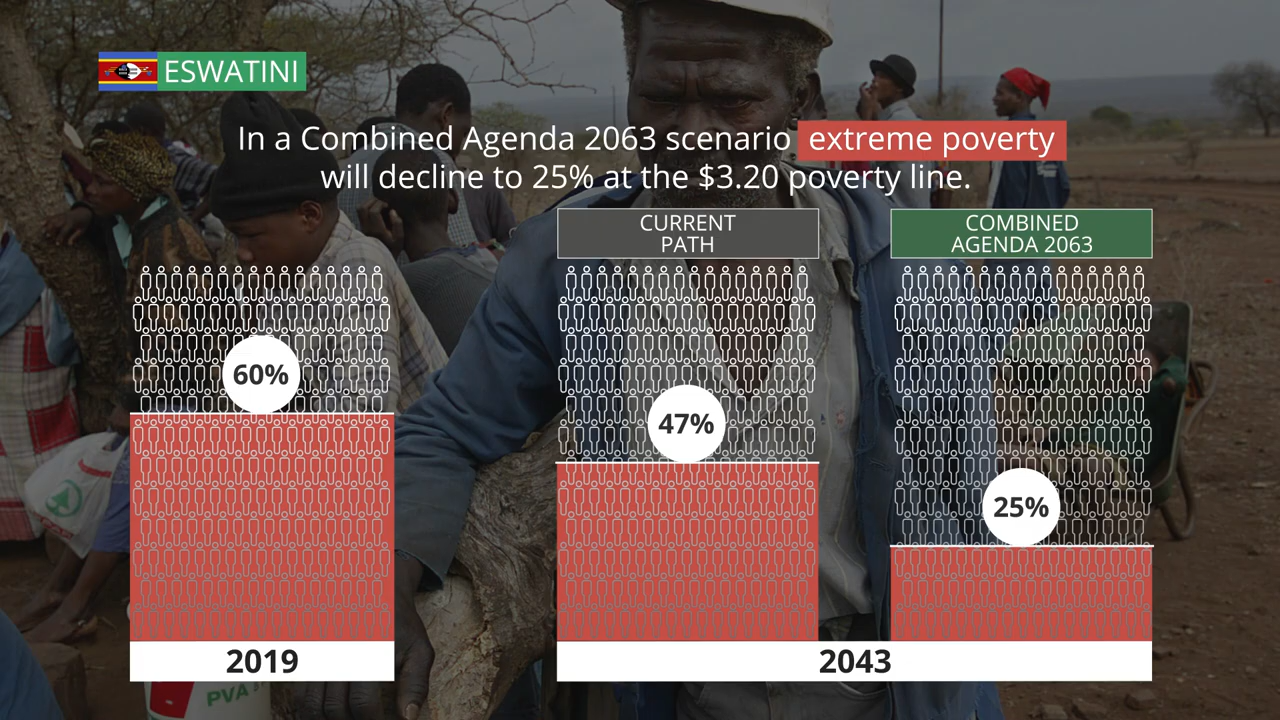 ESWATINI
In a Combined Agenda 2063 scenario extreme poverty
will decline to 25% at the $3.20 poverty line.
CURRENT
PATH
COMBINED
AGENDA 2063
60%
47%
25%
2019
2043
PVA